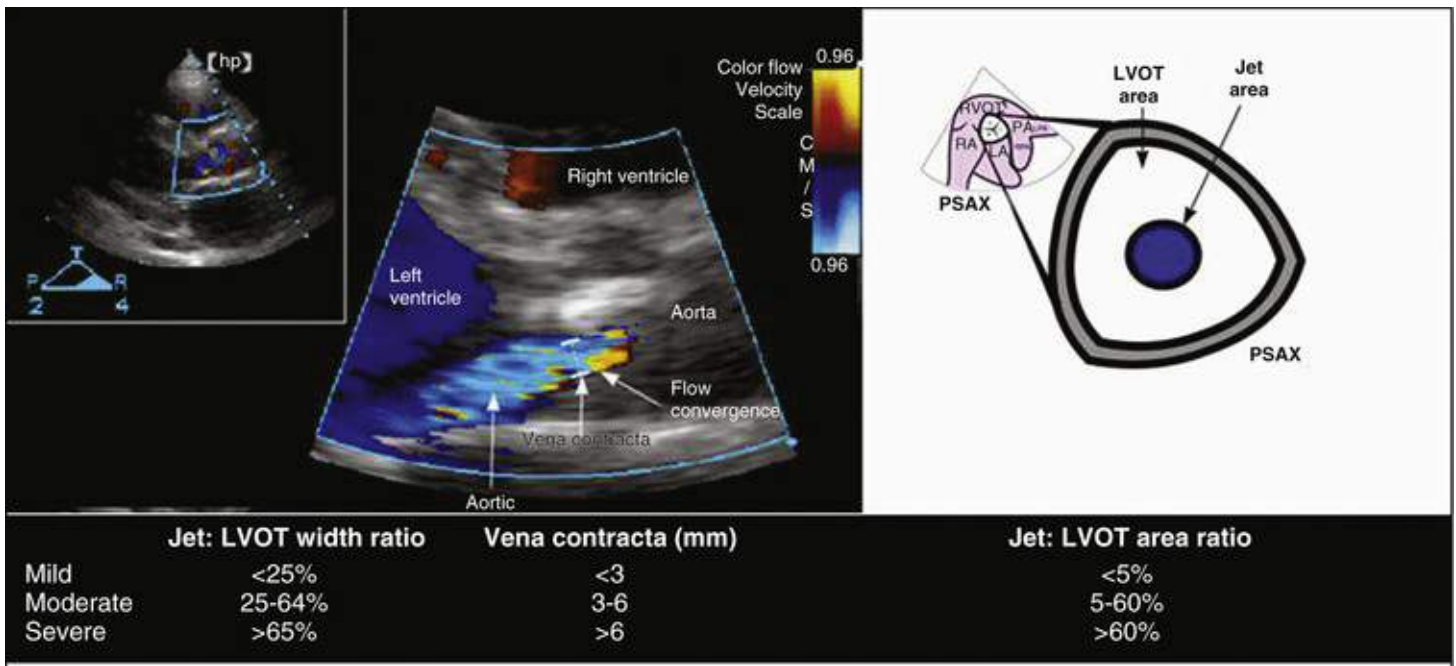 [hp]
T
P R
2 4
Color flow
Velocity
Scale
0.96
C
M
/
S
0.96
Right ventricle
Left
ventricle
Aorta
Flow
convergence
Vena contracta
Aortic
LVOT
area
Jet
area
RVOT
PA
RA
LA
PSAX
PSAX
Jet: LVOT width ratio Vena contracta (mm) Jet: LVOT area ratio
Mild <25% <3 <5%
Moderate 25-64% 3-6 5-60%
Severe >65% >6 >60%